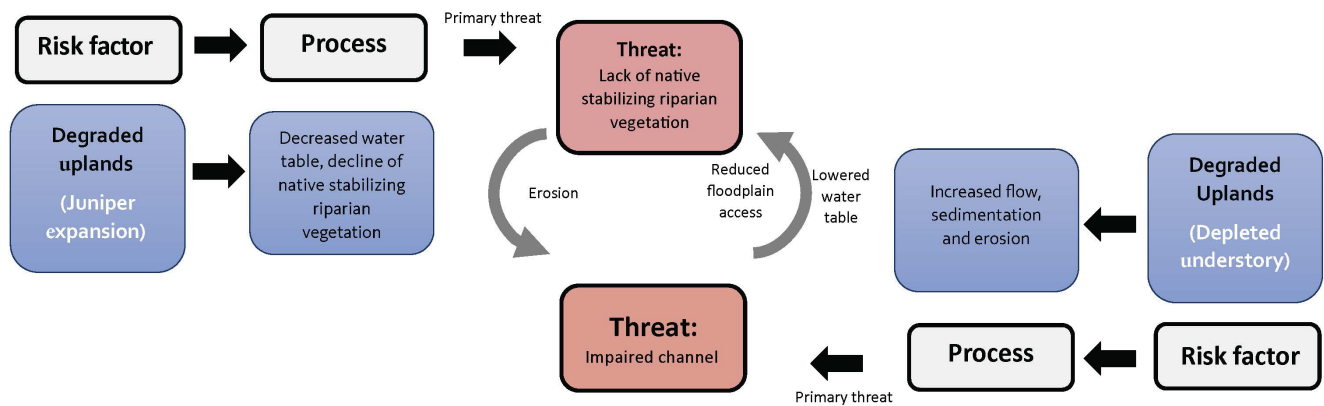 Risk factor
Process
Primary threat
Threat:
Lack of native
stabilizing riparian
vegetation
Degraded
uplands
(Juniper
expansion)
Decreased water
table, decline of
native stabilizing
riparian
vegetation
Erosion
Reduced
floodplain
access
Lowered
water
table
Increased flow,
sedimentation
and erosion
Degraded
Uplands
(Depleted
understory)
Threat:
Impaired channel
Primary threat
Process
Risk factor